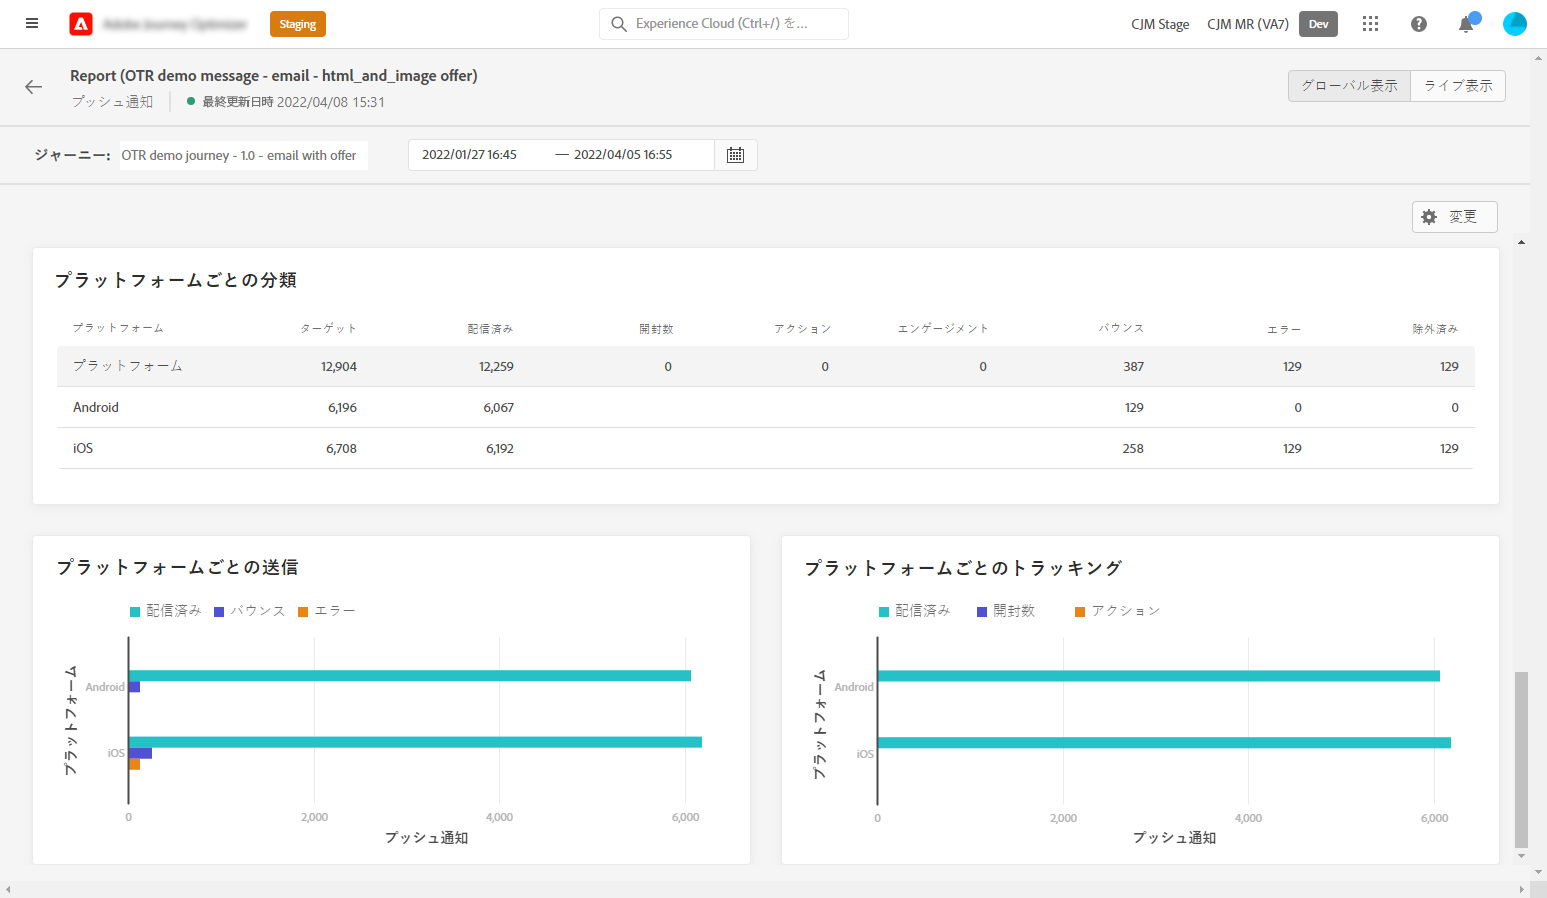 Staging
Experience Cloud (Ctrl+/) を...
CJM Stage
CJM MR (VA7)
Dev
Report (OTR demo message - email - html_and_image offer)
プッシュ通知
最終更新日時 2022/04/08 15:31
グローバル表示
ライブ表示
ジャーニー:
OTR demo journey - 1.0 - email with offer
2022/01/27 16:45 — 2022/04/05 16:55
変更
プラットフォームごとの分類
プラットフォーム ターゲット 配信済み 開封数 アクション エンゲージメント バウンス エラー 除外済み
プラットフォーム 12,904 12,259 0 0 0 387 129 129
Android 6,196 6,067 129 0 0
iOS 6,708 6,192 258 129 129
プラットフォームごとの送信
配信済み バウンス エラー
プラットフォーム
Android
iOS
0 2,000 4,000 6,000
プッシュ通知
プラットフォームごとのトラッキング
配信済み 開封数 アクション
プラットフォーム
Android
iOS
0 2,000 4,000 6,000
プッシュ通知